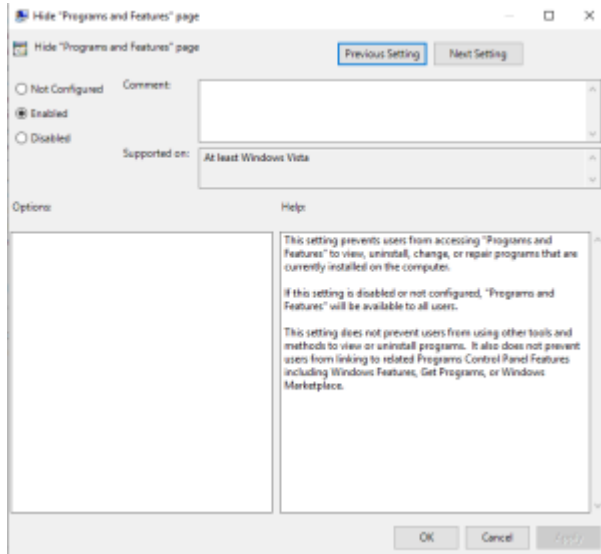 Hide "Programs and Features" page
Hide "Programs and Features" page
Previous Setting
Next Setting
Not Configured
Comment:
Enabled
Disabled
Supported on:
At least Windows Vista
Options:
Help:
This setting prevents users from accessing "Programs and
Features" to view, uninstall, change, or repair programs that are
currently installed on the computer.
If this setting is disabled or not configured, "Programs and
Features" will be available to all users.
This setting does not prevent users from using other tools and
methods to view or uninstall programs. It also does not prevent
users from linking to related Programs Control Panel Features
including Windows Features, Get Programs, or Windows
Marketplace.
OK
Cancel
Apply